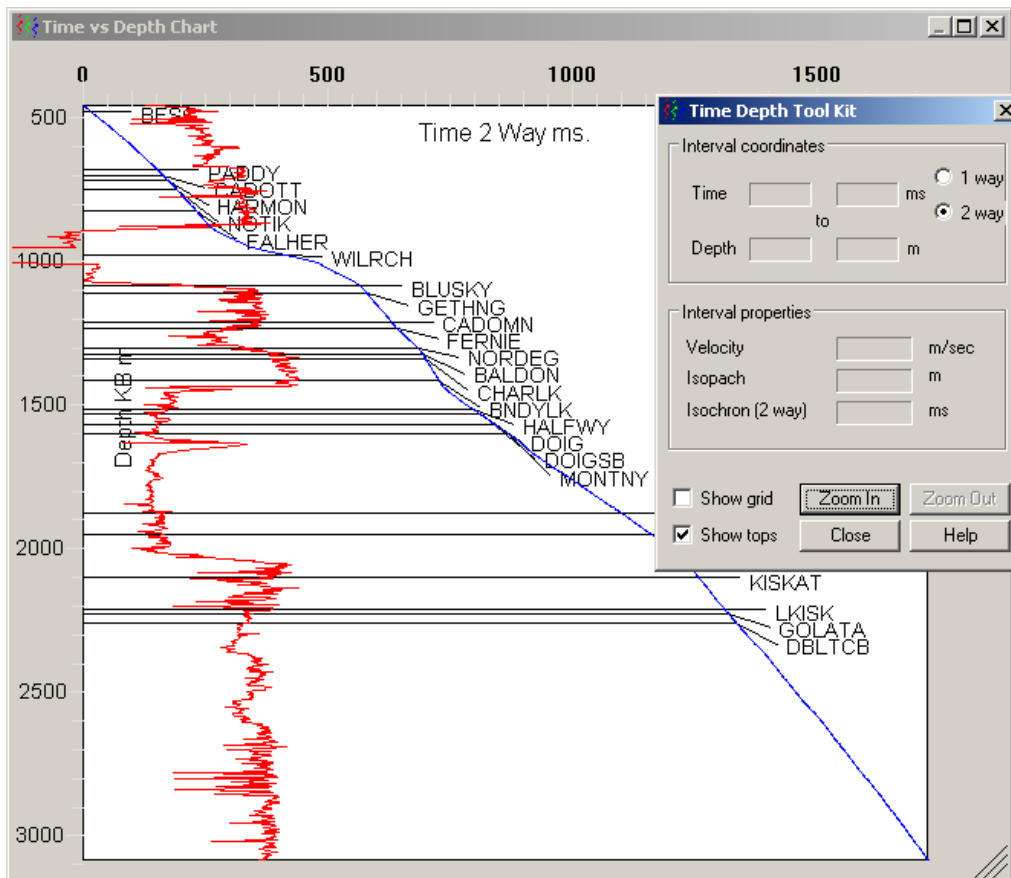 Time vs Depth Chart
0 500 1000 1500
Time 2 Way ms.
Depth KB m
500
1000
1500
2000
2500
3000
PADDY
CADOTT
HARMON
NOTIK
FALHER
WILRCH
BLUSKY
GETHNG
CADOMN
FERNIE
NORDEG
BALDON
CHARLK
BNDYLK
HALFWY
DOIG
DOIGSB
MONTNY
KISKAT
LKISK
GOLATA
DBLTCB
Time Depth Tool Kit
Interval coordinates
Time ms
to
Depth m
1 way
2 way
Interval properties
Velocity m/sec
Isopach m
Isochron (2 way) ms
Show grid Zoom In Zoom Out
Show tops Close Help